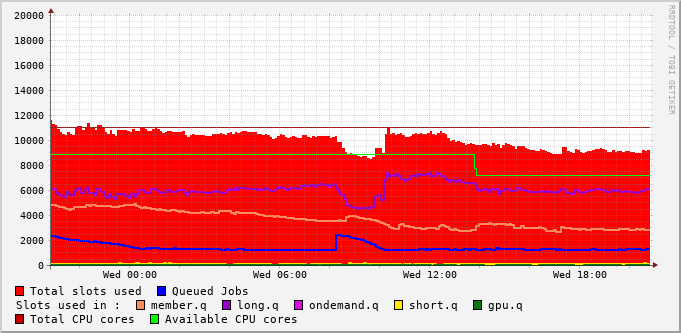 20000
18000
16000
14000
12000
10000
8000
6000
4000
2000
0
Wed 00:00 Wed 06:00 Wed 12:00 Wed 18:00
Total slots used Queued Jobs
Slots used in : member.q long.q ondemand.q short.q gpu.q
Total CPU cores Available CPU cores
RRDTOOL / TOBI OETIKER